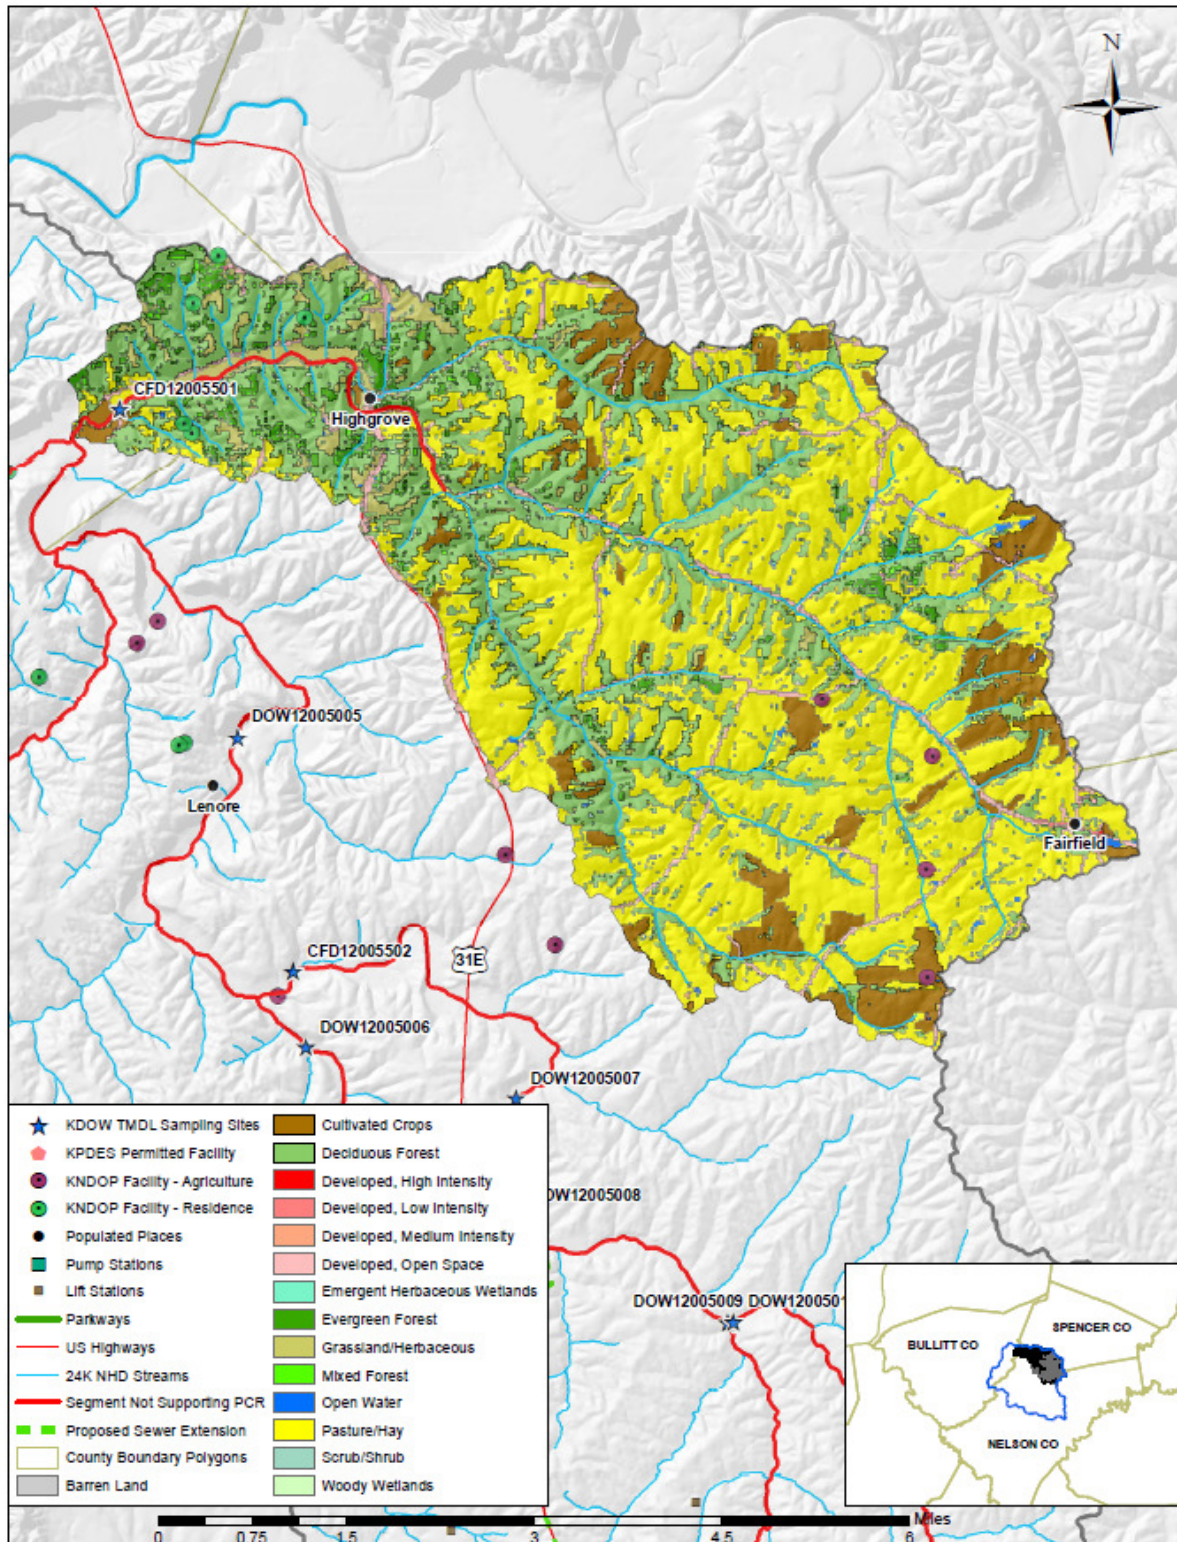 N
CFD12005501
Highgrove
DOW12005005
Lenore
Fairfield
CFD12005502
31E
DOW12005006
DOW12005007
KDOW TMDL Sampling Sites
KPDES Permitted Facility
KNDOP Facility - Agriculture
KNDOP Facility - Residence
Populated Places
Pump Stations
Lift Stations
Parkways
US Highways
24K NHD Streams
Segment Not Supporting PCR
Proposed Sewer Extension
County Boundary Polygons
Barren Land
Cultivated Crops
Deciduous Forest
Developed, High Intensity
Developed, Low Intensity
Developed, Medium Intensity
Developed, Open Space
Emergent Herbaceous Wetlands
Evergreen Forest
Grassland/Herbaceous
Mixed Forest
Open Water
Pasture/Hay
Scrub/Shrub
Woody Wetlands
OW12005008
DOW12005009 DOW1200501
BULLITT CO
SPENCER CO
NELSON CO
0 0.75 1.5 3 4.5 6 Miles